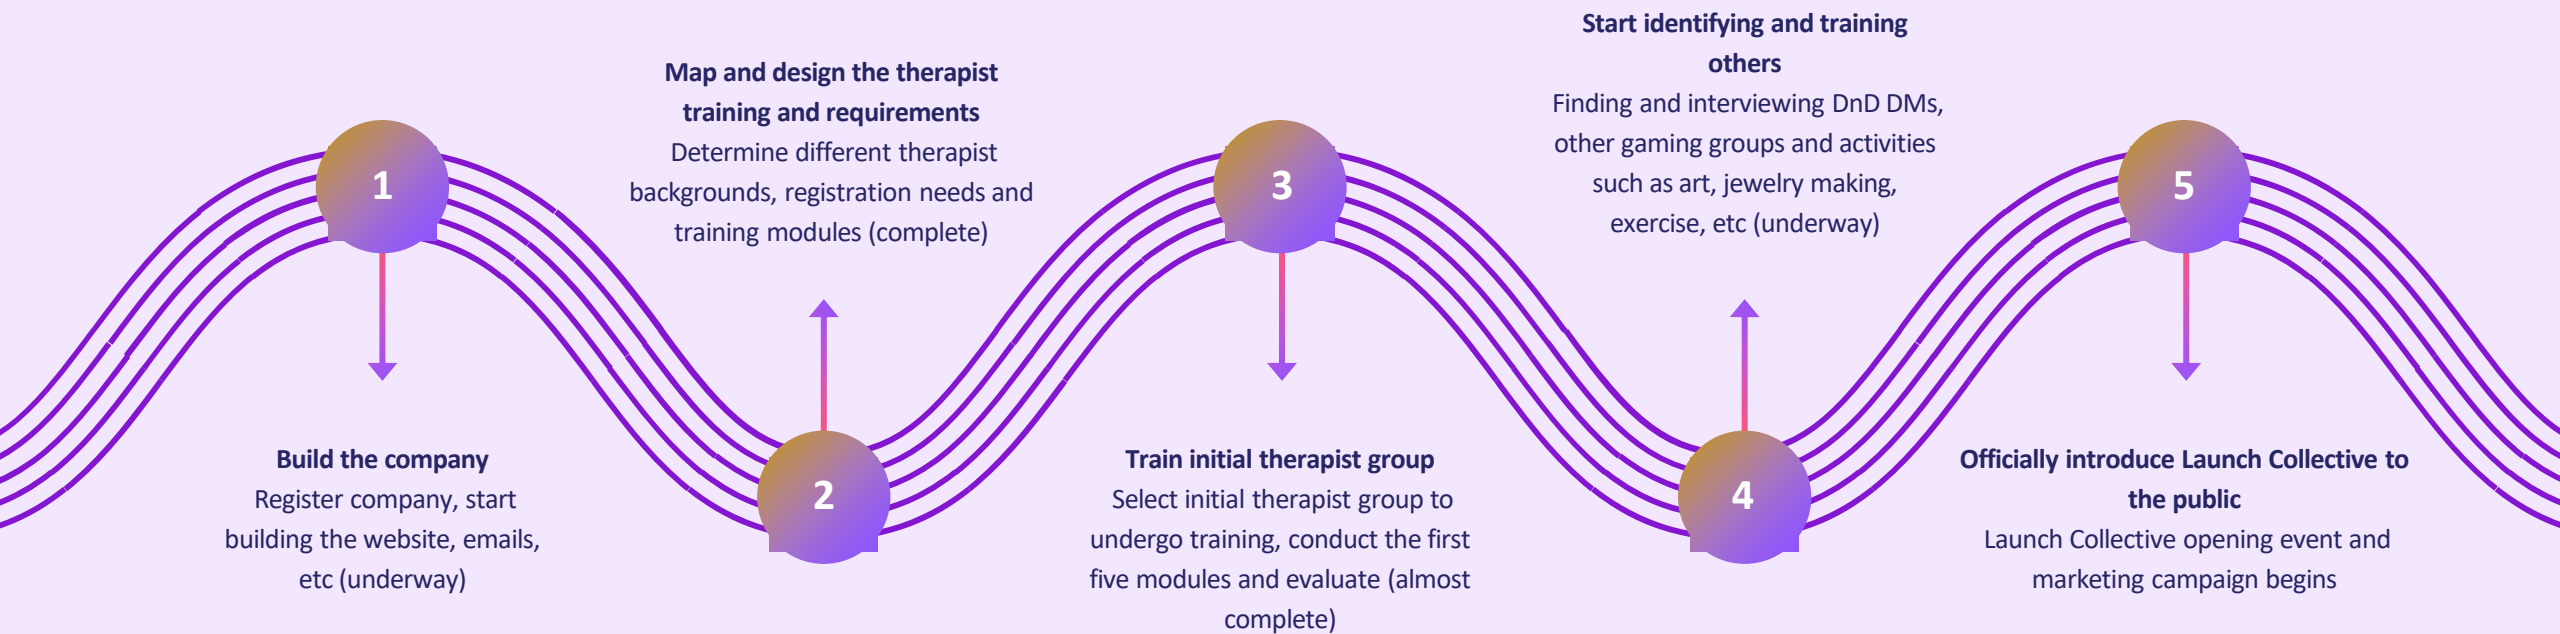 1
Build the company
Register company, start
building the website, emails,
etc (underway)
Map and design the therapist
training and requirements
Determine different therapist
backgrounds, registration needs and
training modules (complete)
2
3
Train initial therapist group
Select initial therapist group to
undergo training, conduct the first
five modules and evaluate (almost
complete)
Start identifying and training
others
Finding and interviewing DnD DMs,
other gaming groups and activities
such as art, jewelry making,
exercise, etc (underway)
4
5
Officially introduce Launch Collective to
the public
Launch Collective opening event and
marketing campaign begins